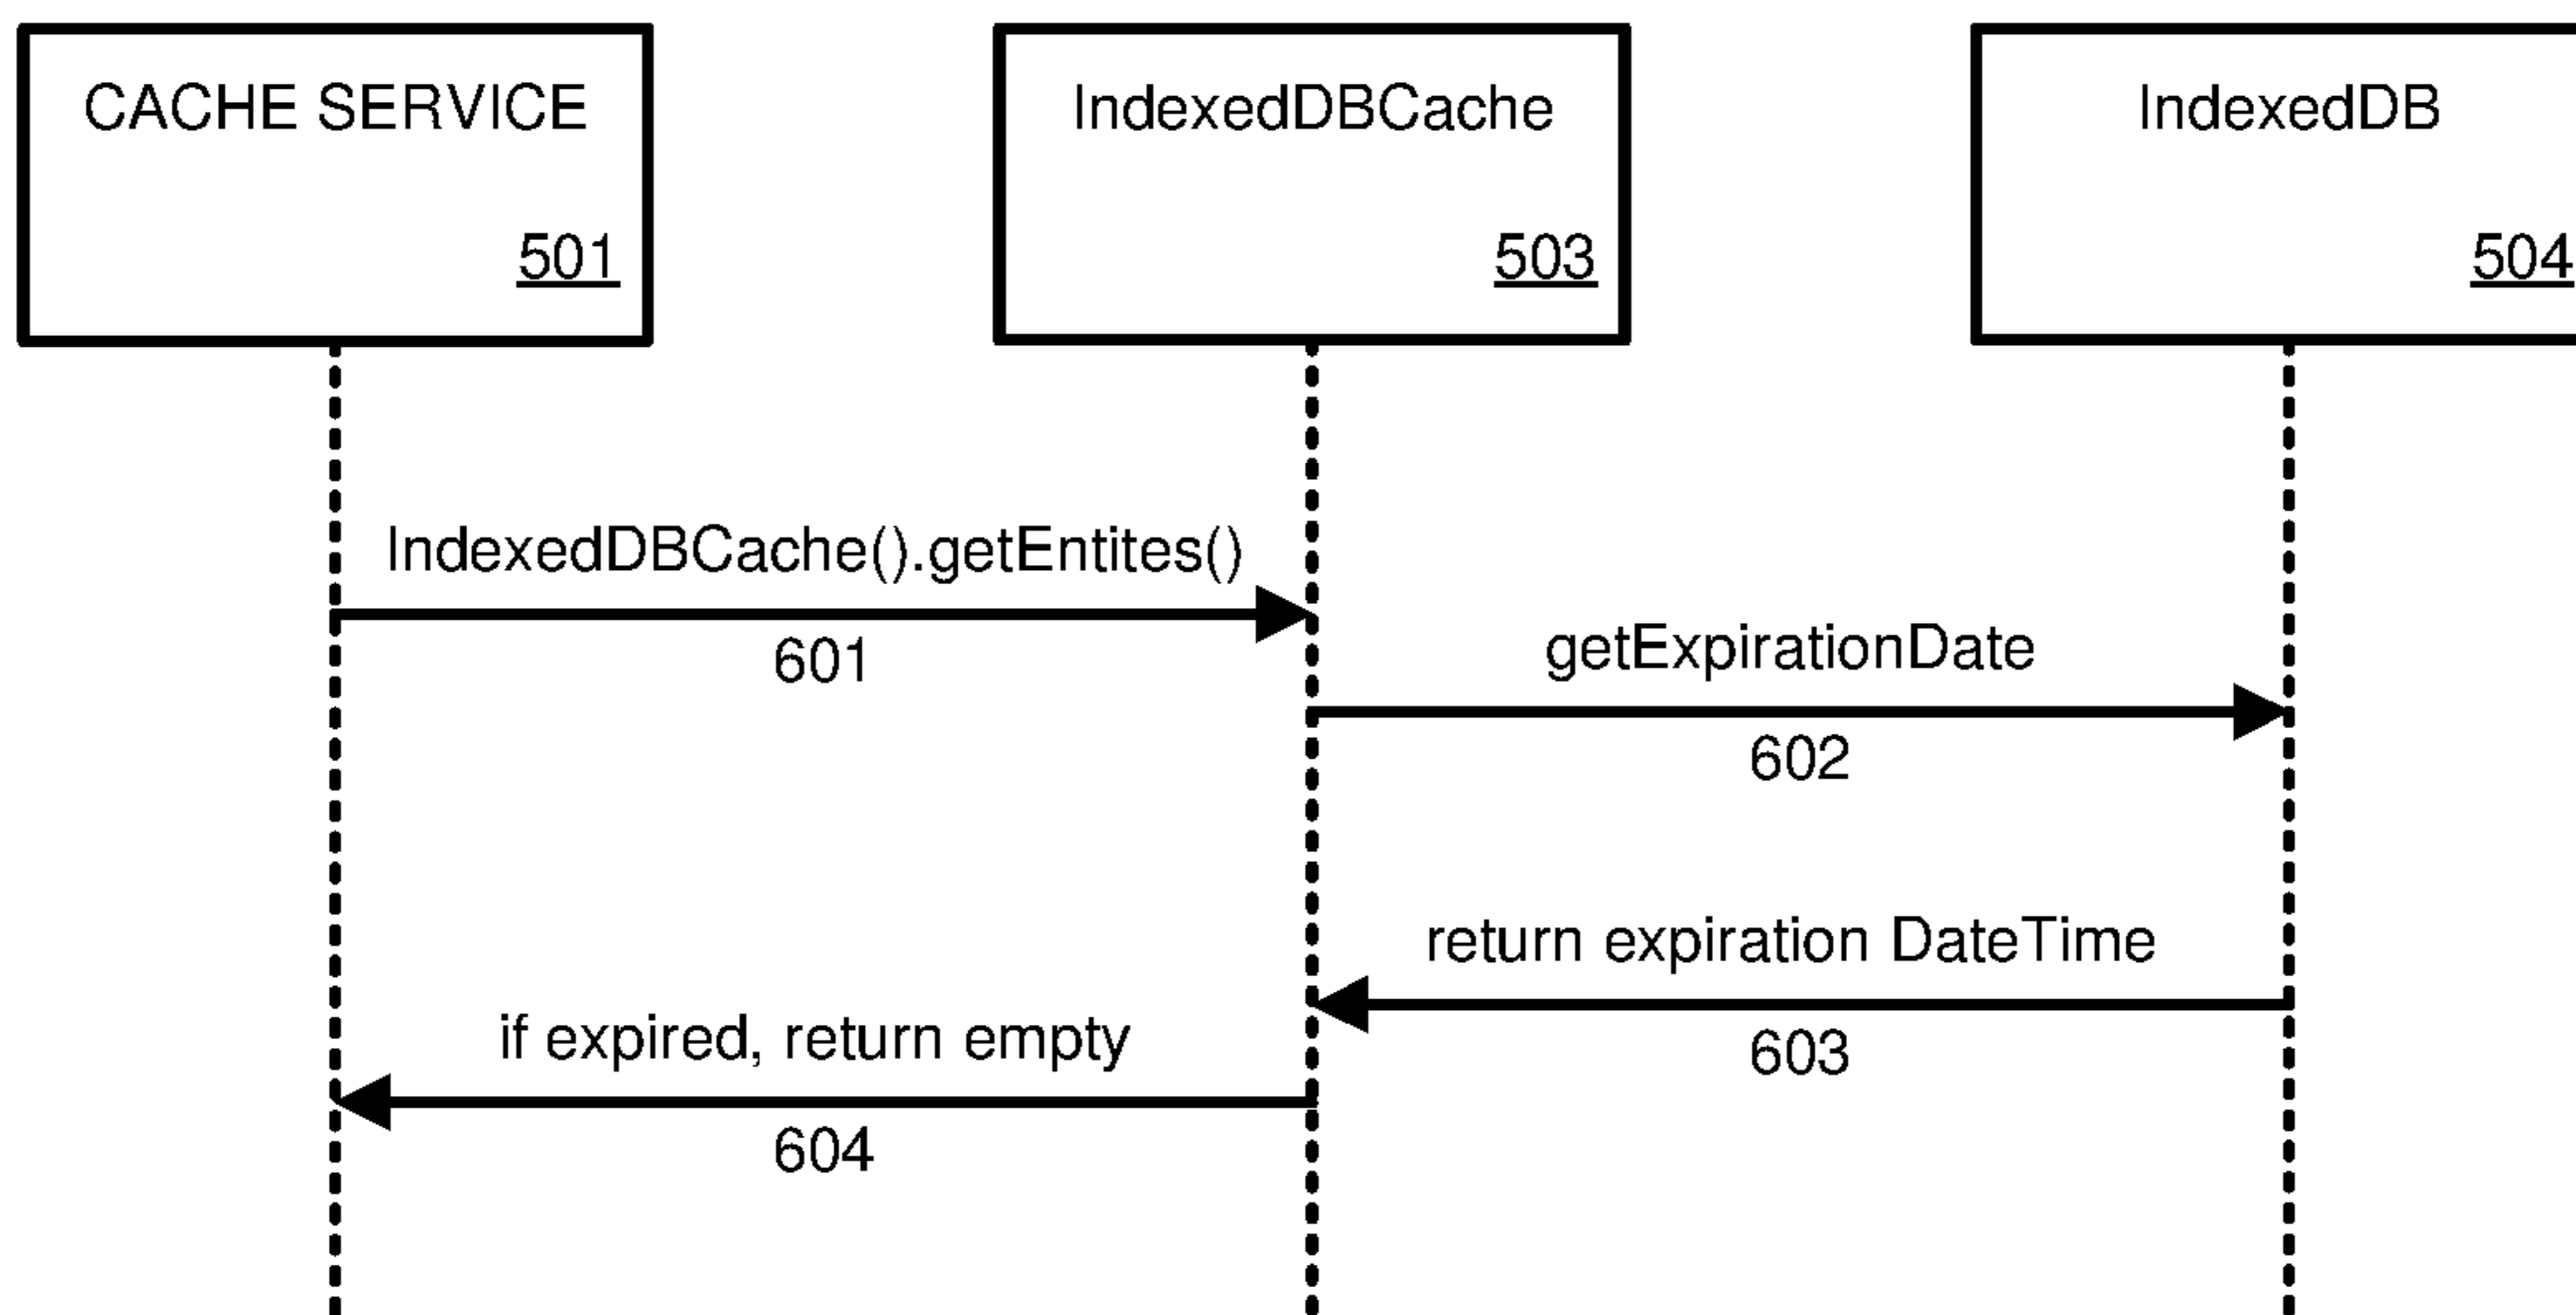 CACHE SERVICE
501
IndexedDBCache
503
IndexedDB
504
IndexedDBCache().getEntites()
601
getExpirationDate
602
return expiration DateTime
603
if expired, return empty
604